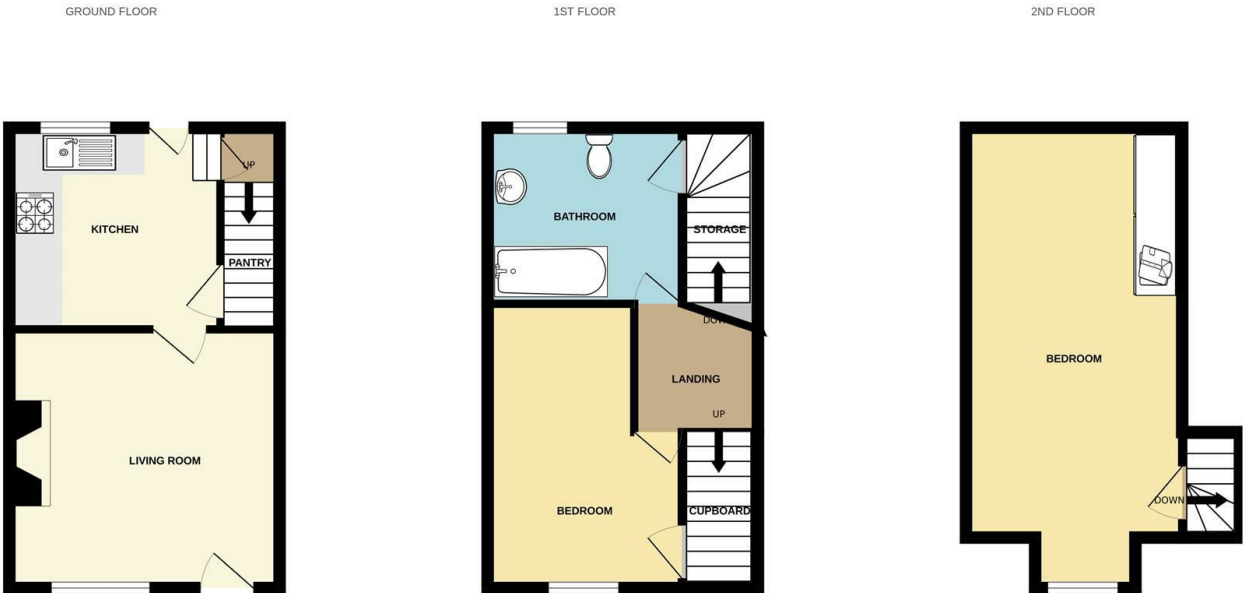 GROUND FLOOR
1ST FLOOR
2ND FLOOR
UP
KITCHEN
PANTRY
LIVING ROOM
BATHROOM
STORAGE
DOWN
LANDING
UP
BEDROOM
CUPBOARD
BEDROOM
DOWN